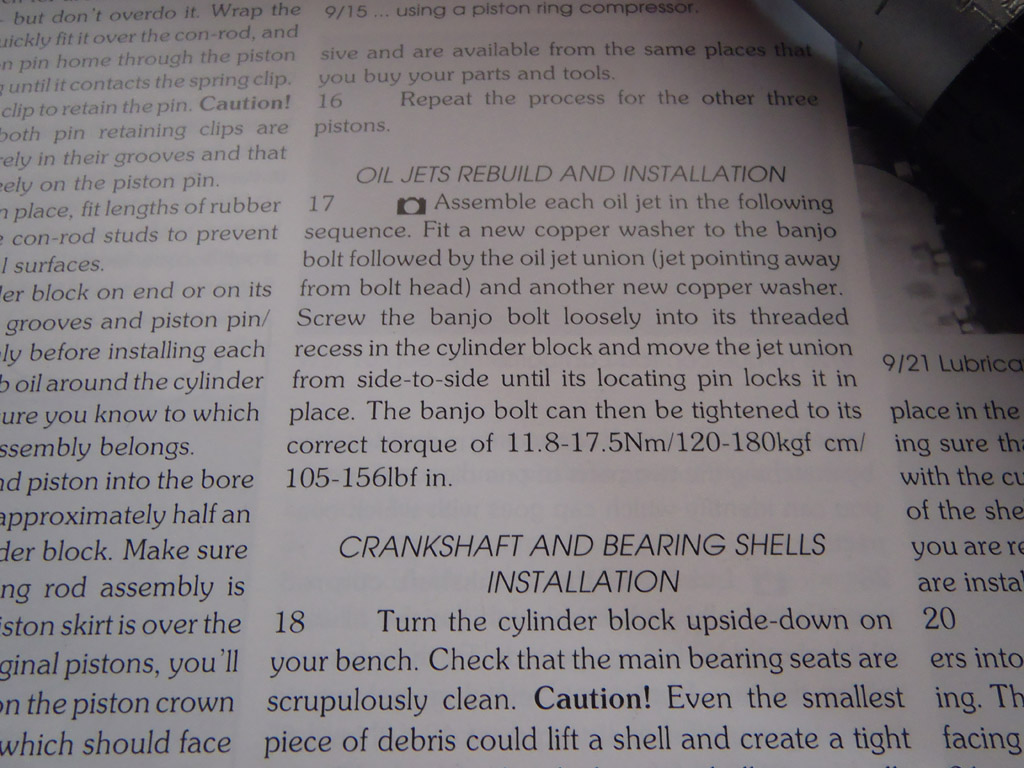 but don't overdo it. Wrap the
quickly fit it over the con-rod, and
pin home through the piston
until it contacts the spring clip.
clip to retain the pin. Caution!
both pin retaining clips are
in their grooves and that
on the piston pin.
place, fit lengths of rubber
con-rod studs to prevent
surfaces.
block on end or on its
grooves and piston pin/
before installing each
oil around the cylinder
you know to which
assembly belongs.
piston into the bore
approximately half an
block. Make sure
rod assembly is
piston skirt is over the
pistons, you'll
on the piston crown
which should face
9/15 ... using a piston ring compressor.
sive and are available from the same places that
you buy your parts and tools.
16 Repeat the process for the other three
pistons.
OIL JETS REBUILD AND INSTALLATION
17 Assemble each oil jet in the following
sequence. Fit a new copper washer to the banjo
bolt followed by the oil jet union (jet pointing away
from bolt head) and another new copper washer.
Screw the banjo bolt loosely into its threaded
recess in the cylinder block and move the jet union
from side-to-side until its locating pin locks it in
place. The banjo bolt can then be tightened to its
correct torque of 11.8-17.5Nm/120-180kgf cm/
105-156lbf in.
CRANKSHAFT AND BEARING SHELLS
INSTALLATION
18 Turn the cylinder block upside-down on
your bench. Check that the main bearing seats are
scrupulously clean. Caution! Even the smallest
piece of debris could lift a shell and create a tight
9/21 Lubrica
place in the
ing sure tha
with the cu
of the she
you are re
are instal
20
ers into
ing. Th
facing